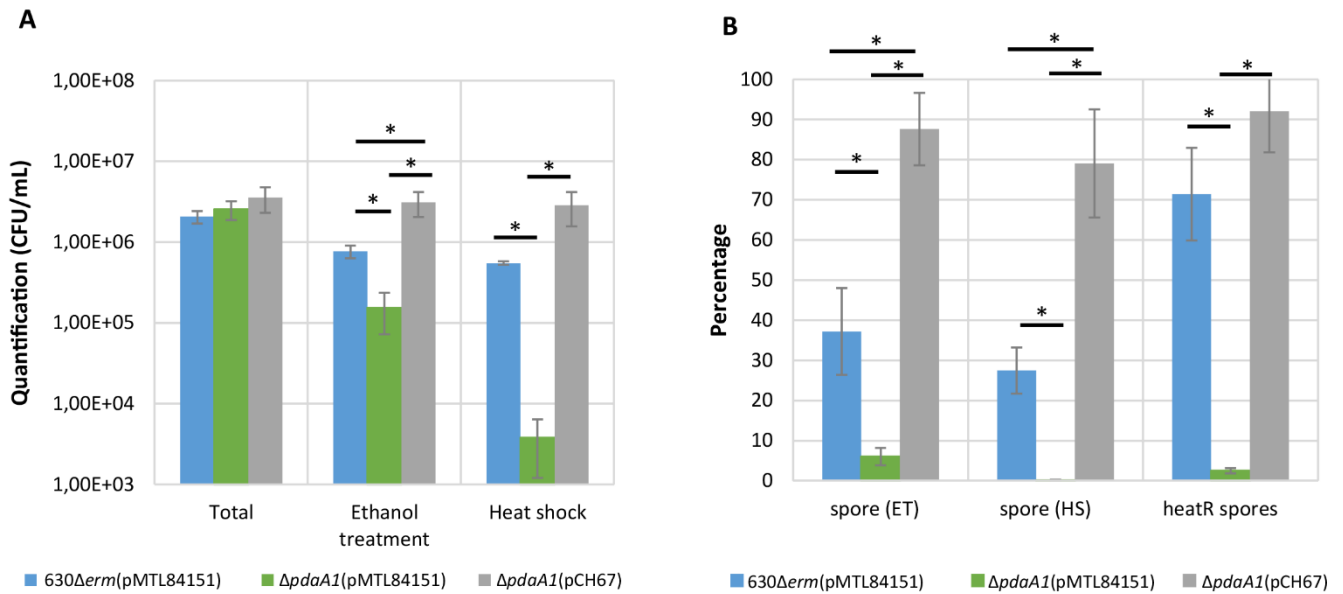 A
Quantification (CFU/mL)
1,00E+08
1,00E+07
1,00E+06
1,00E+05
1,00E+04
1,00E+03
* * * * *
Total
Ethanol treatment
Heat shock
630Δerm(pMTL84151)
ΔpdaA1(pMTL84151)
ΔpdaA1(pCH67)
B
Percentage
100
90
80
70
60
50
40
30
20
10
0
* * * * * * * *
spore (ET)
spore (HS)
heatR spores
630Δerm(pMTL84151)
ΔpdaA1(pMTL84151)
ΔpdaA1(pCH67)